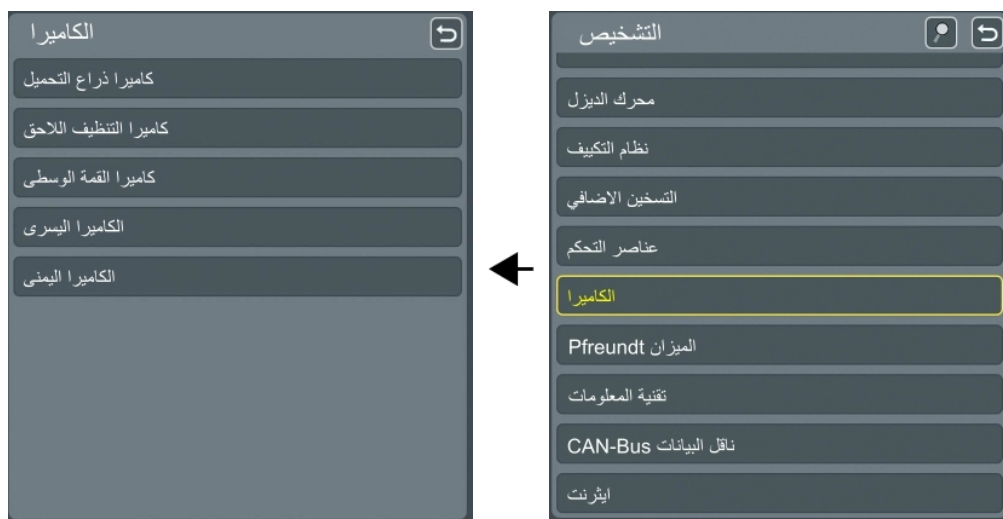 التشخيص
محرك الديزل
نظام التكييف
التسخين الاضافي
عناصر التحكم
الكاميرا
الميزان Pfreundt
تقنية المعلومات
ناقل البيانات CAN-Bus
ايثرنت
الكاميرا
كاميرا ذراع التحميل
كاميرا التنظيف اللاحق
كاميرا القمة الوسطى
الكاميرا اليسرى
الكاميرا اليمنى